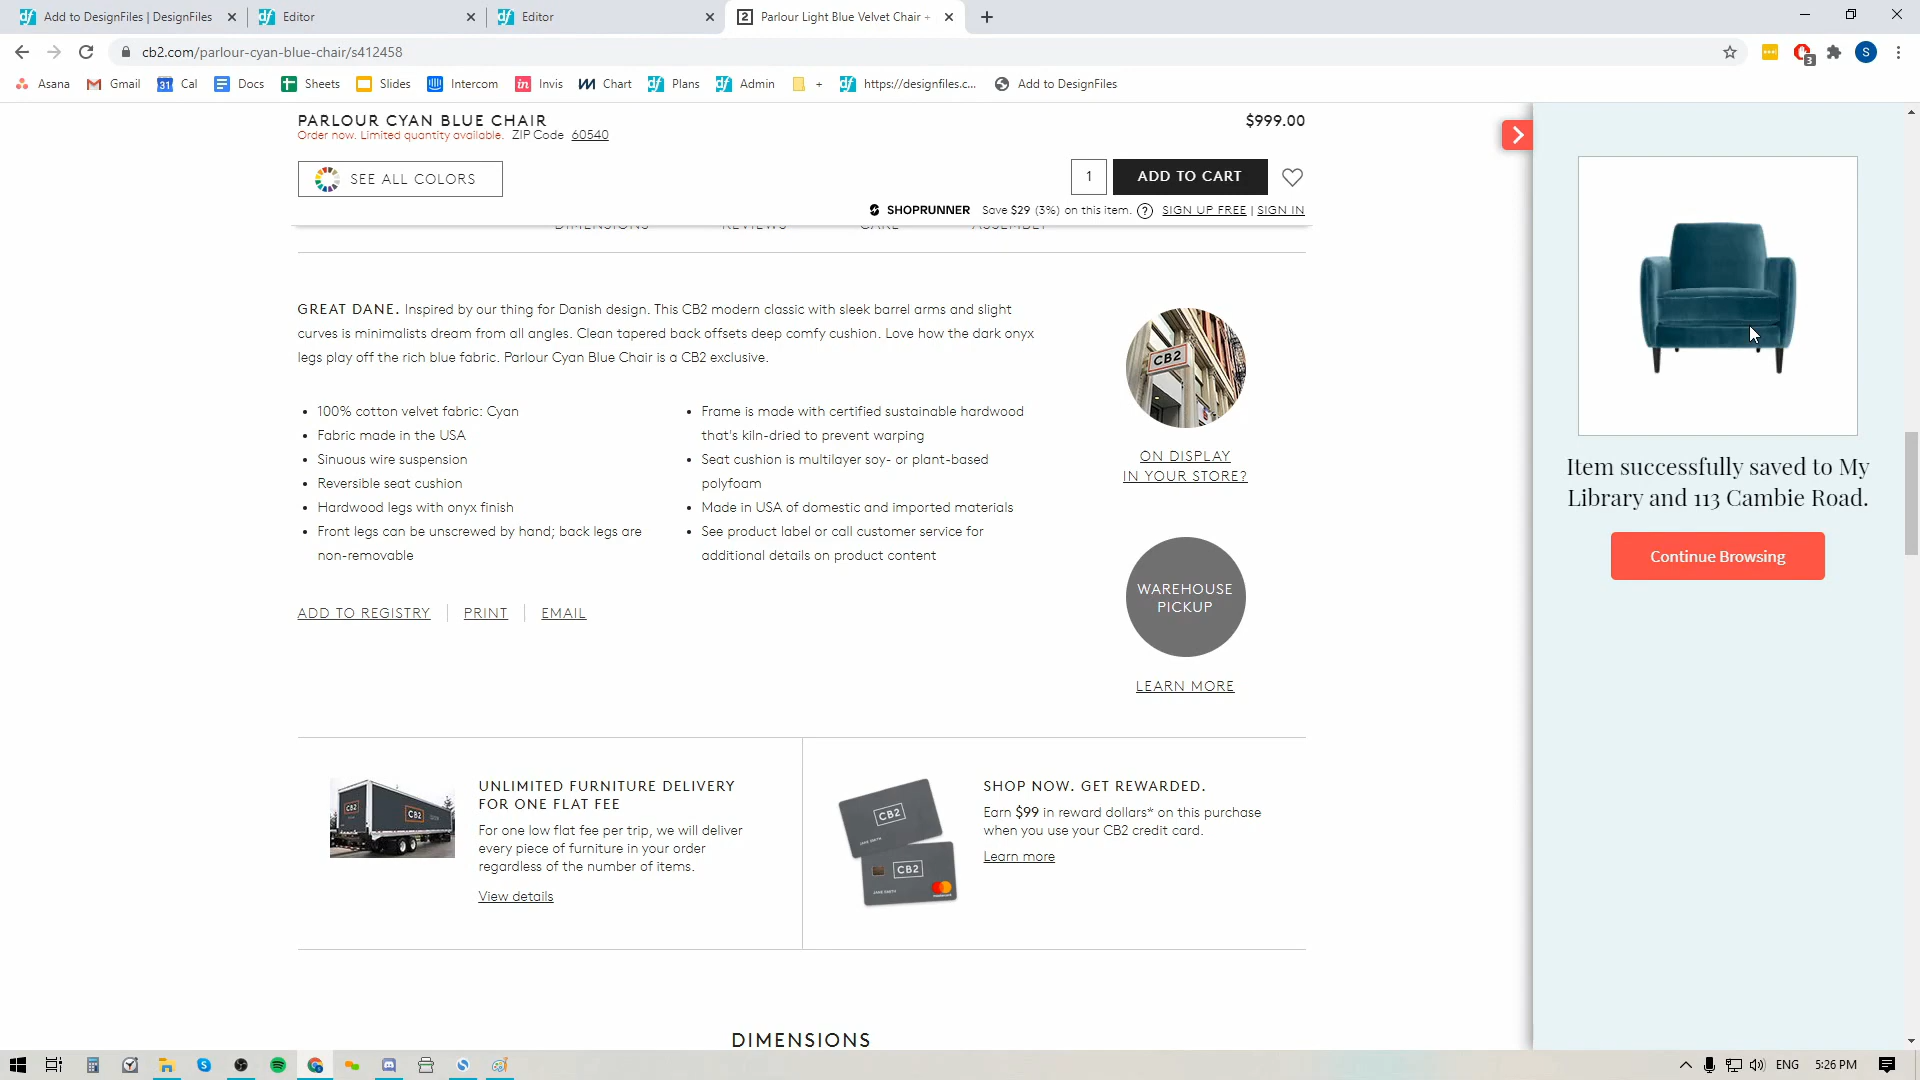 Add to DesignFiles | DesignFiles
Editor
Editor
Parlour Light Blue Velvet Chair +
cb2.com/parlour-cyan-blue-chair/s412458
3
S
Asana
Gmail
31 Cal
Docs
Sheets
Slides
Intercom
in Invis
Chart
df Plans
df Admin
+
df https://designfiles.c...
Add to DesignFiles
PARLOUR CYAN BLUE CHAIR
$999.00
Order now. Limited quantity available. ZIP Code 60540
SEE ALL COLORS
1
ADD TO CART
SHOPRUNNER Save $29 (3%) on this item. ? SIGN UP FREE | SIGN IN
DIMENSIONS
REVIEWS
CARE
ASSEMBLY
GREAT DANE. Inspired by our thing for Danish design. This CB2 modern classic with sleek barrel arms and slight
curves is minimalists dream from all angles. Clean tapered back offsets deep comfy cushion. Love how the dark onyx
legs play off the rich blue fabric. Parlour Cyan Blue Chair is a CB2 exclusive.
• 100% cotton velvet fabric: Cyan
• Fabric made in the USA
• Sinuous wire suspension
• Reversible seat cushion
• Hardwood legs with onyx finish
• Front legs can be unscrewed by hand; back legs are
non-removable
• Frame is made with certified sustainable hardwood
that's kiln-dried to prevent warping
• Seat cushion is multilayer soy- or plant-based
polyfoam
• Made in USA of domestic and imported materials
• See product label or call customer service for
additional details on product content
CB2
ON DISPLAY
IN YOUR STORE?
WAREHOUSE
PICKUP
LEARN MORE
ADD TO REGISTRY
PRINT
EMAIL
CB2
CB2
UNLIMITED FURNITURE DELIVERY
FOR ONE FLAT FEE
For one low flat fee per trip, we will deliver
every piece of furniture in your order
regardless of the number of items.
View details
CB2
CB2
SHOP NOW. GET REWARDED.
Earn $99 in reward dollars* on this purchase
when you use your CB2 credit card.
Learn more
DIMENSIONS
Item successfully saved to My
Library and 113 Cambie Road.
Continue Browsing
ENG
5:26 PM